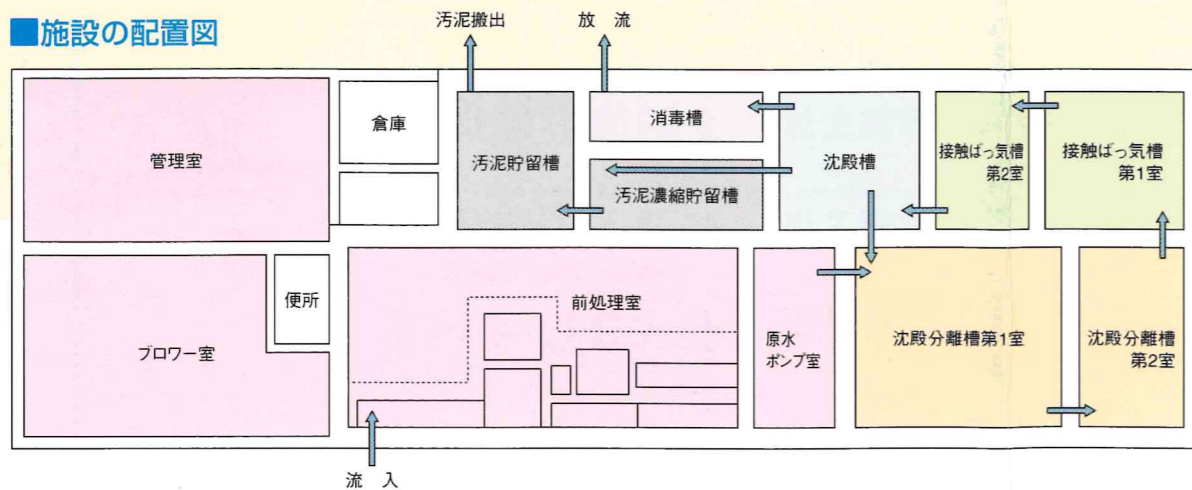 ■施設の配置図
汚泥搬出
放 流
管理室
倉庫
汚泥貯留槽
消毒槽
汚泥濃縮貯留槽
沈殿槽
接触ばっ気槽
第2室
接触ばっ気槽
第1室
ブロワー室
便所
前処理室
原水
ポンプ室
沈殿分離槽第1室
沈殿分離槽
第2室
流 入